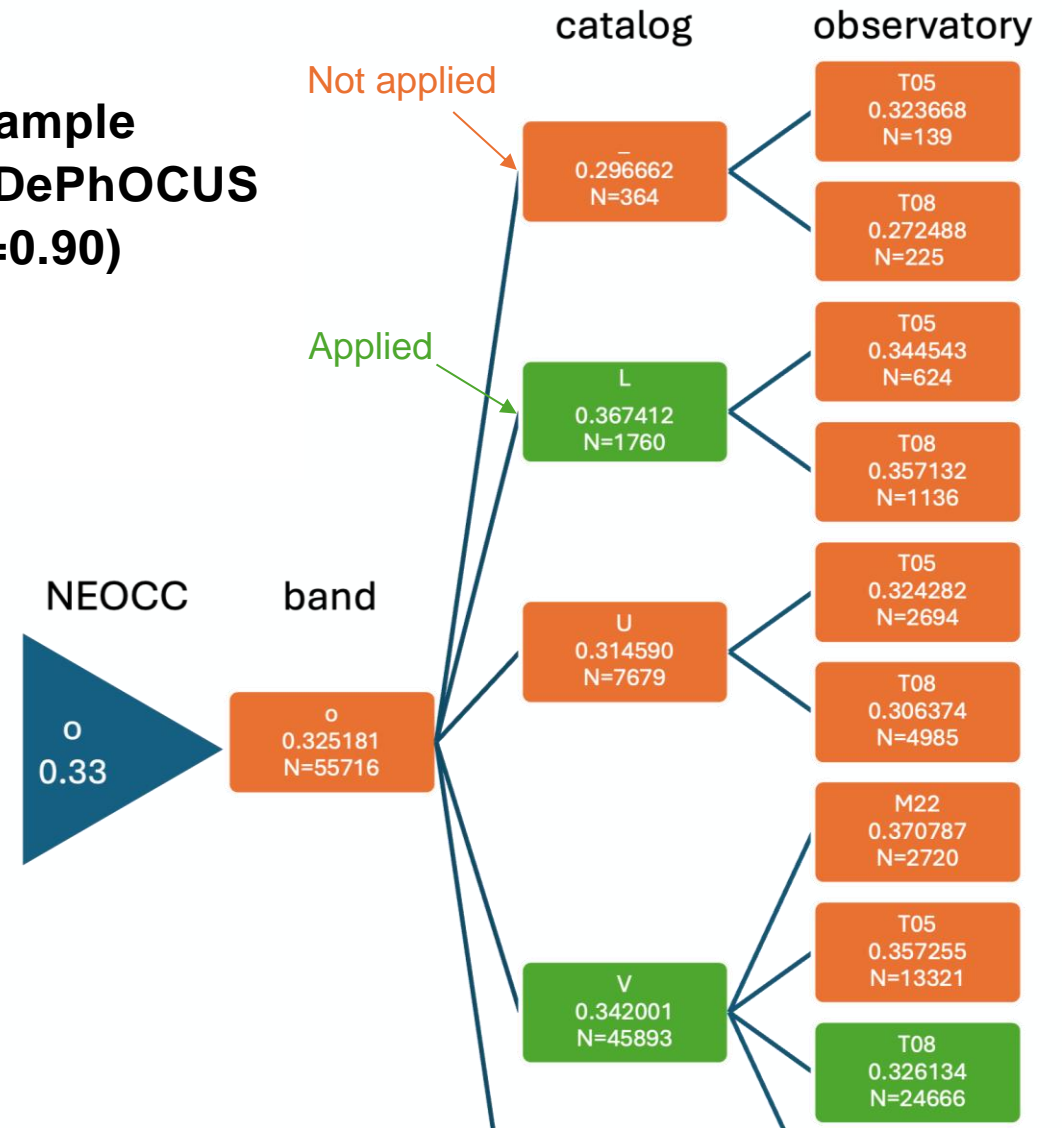 catalog
observatory
Not applied
ample
DePhOCUS
=0.90)
_
0.296662
N=364
T05
0.323668
N=139
T08
0.272488
N=225
Applied
L
0.367412
N=1760
T05
0.344543
N=624
T08
0.357132
N=1136
NEOCC
band
o
0.33
o
0.325181
N=55716
U
0.314590
N=7679
T05
0.324282
N=2694
T08
0.306374
N=4985
V
0.342001
N=45893
M22
0.370787
N=2720
T05
0.357255
N=13321
T08
0.326134
N=24666